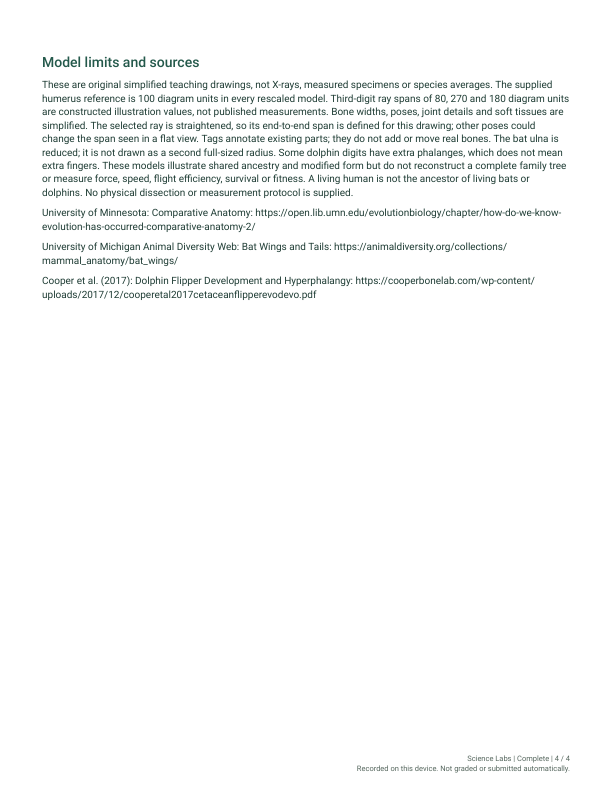 Model limits and sources
These are original simplified teaching drawings, not X-rays, measured specimens or species averages. The supplied
humerus reference is 100 diagram units in every rescaled model. Third-digit ray spans of 80, 270 and 180 diagram units
are constructed illustration values, not published measurements. Bone widths, poses, joint details and soft tissues are
simplified. The selected ray is straightened, so its end-to-end span is defined for this drawing; other poses could
change the span seen in a flat view. Tags annotate existing parts; they do not add or move real bones. The bat ulna is
reduced; it is not drawn as a second full-sized radius. Some dolphin digits have extra phalanges, which does not mean
extra fingers. These models illustrate shared ancestry and modified form but do not reconstruct a complete family tree
or measure force, speed, flight efficiency, survival or fitness. A living human is not the ancestor of living bats or
dolphins. No physical dissection or measurement protocol is supplied.
University of Minnesota: Comparative Anatomy: https://open.lib.umn.edu/evolutionbiology/chapter/how-do-we-know-
evolution-has-occurred-comparative-anatomy-2/
University of Michigan Animal Diversity Web: Bat Wings and Tails: https://animaldiversity.org/collections/
mammal_anatomy/bat_wings/
Cooper et al. (2017): Dolphin Flipper Development and Hyperphalangy: https://cooperbonelab.com/wp-content/
uploads/2017/12/cooperetal2017cetaceanflipperevodevo.pdf
Science Labs | Complete | 4 / 4
Recorded on this device. Not graded or submitted automatically.